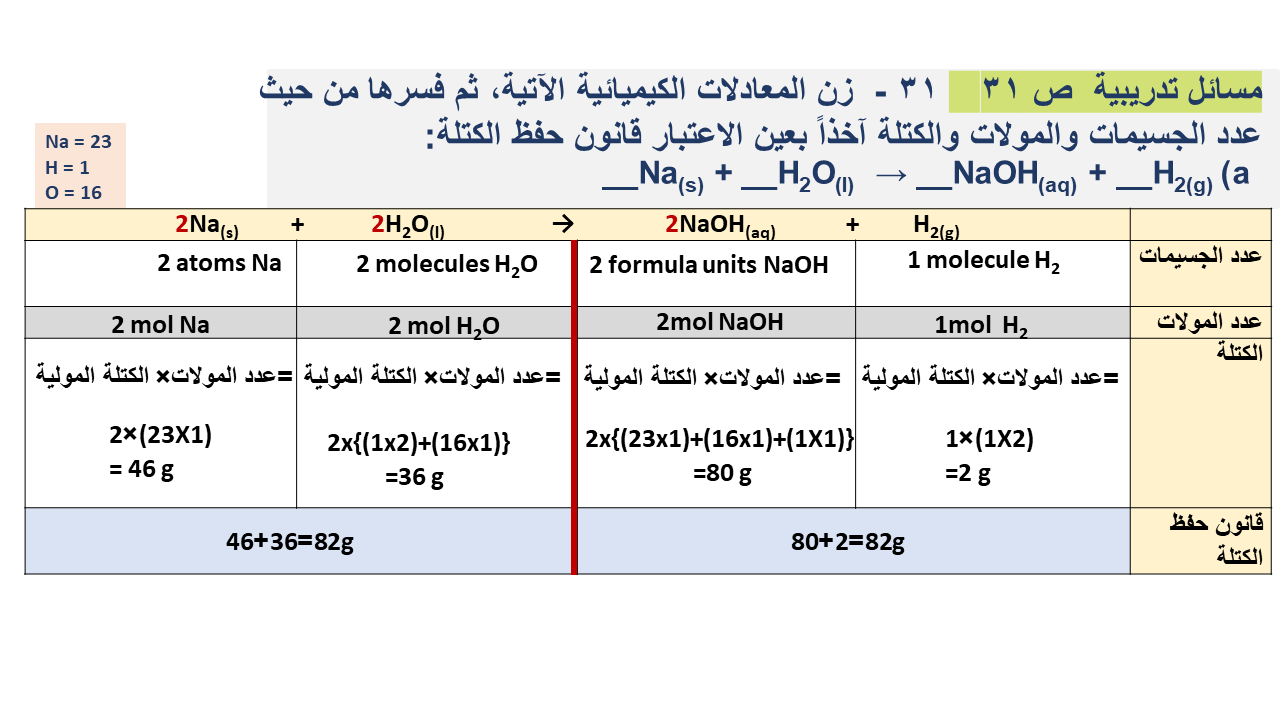 مسائل تدريبية ص ٣١ ٣١ - زن المعادلات الكيميائية الآتية، ثم فسرها من حيث
عدد الجسيمات والمولات والكتلة آخذاً بعين الاعتبار قانون حفظ الكتلة:
__Na(s) + __H2O(l) → __NaOH(aq) + __H2(g) (a
Na = 23
H = 1
O = 16
2Na(s) + 2H2O(l) → 2NaOH(aq) + H2(g)
2 atoms Na 2 molecules H2O 2 formula units NaOH 1 molecule H2 عدد الجسيمات
2 mol Na 2 mol H2O 2mol NaOH 1mol H2 عدد المولات
الكتلة
=عدد المولات× الكتلة المولية =عدد المولات× الكتلة المولية =عدد المولات× الكتلة المولية =عدد المولات× الكتلة المولية
2×(23X1) 2x{(1x2)+(16x1)} 2x{(23x1)+(16x1)+(1X1)} 1×(1X2)
= 46 g =36 g =80 g =2 g
قانون حفظ
الكتلة
46+36=82g 80+2=82g